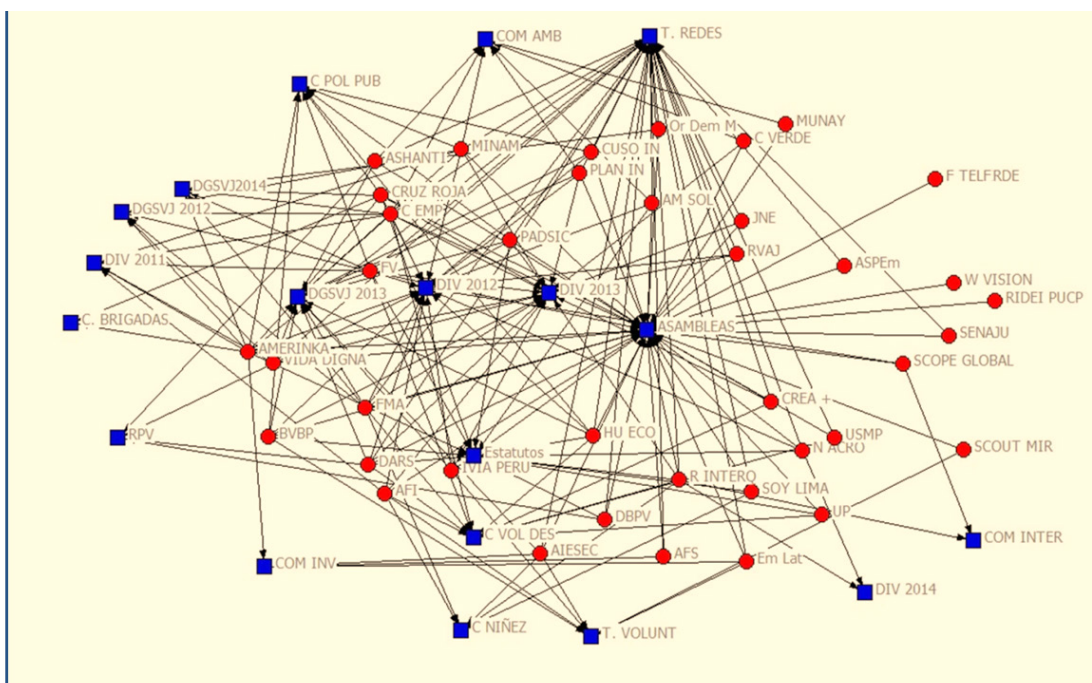 COM AMB
T. REDES
C POL PUB
Or Dem M
MUNAY
C VERDE
MINAM
CUSO IN
ASHANTI
PLAN IN
F TELFRDE
DGSVJ2014
CRUZ ROJA
AM SOL
DGSVJ 2012
C EMP
JNE
PADSIC
RVAJ
DIV 2011
FV
ASPEm
DIV 2012
DIV 2013
W VISION
DGSVJ 2013
RIDEI PUCP
C. BRIGADAS
ASAMBLEAS
SENAJU
AMERINKA
VIDA DIGNA
SCOPE GLOBAL
FMA
CREA +
RPV
BVBP
HU ECO
USMP
N ACRO
SCOUT MIR
Estatutos
DARS
IVIA PERU
R INTERQ
SOY LIMA
AFI
DBPV
UP
C VOL DES
COM INTER
AIESEC
AFS
Em Lat
COM INV
DIV 2014
C NIÑEZ
T. VOLUNT